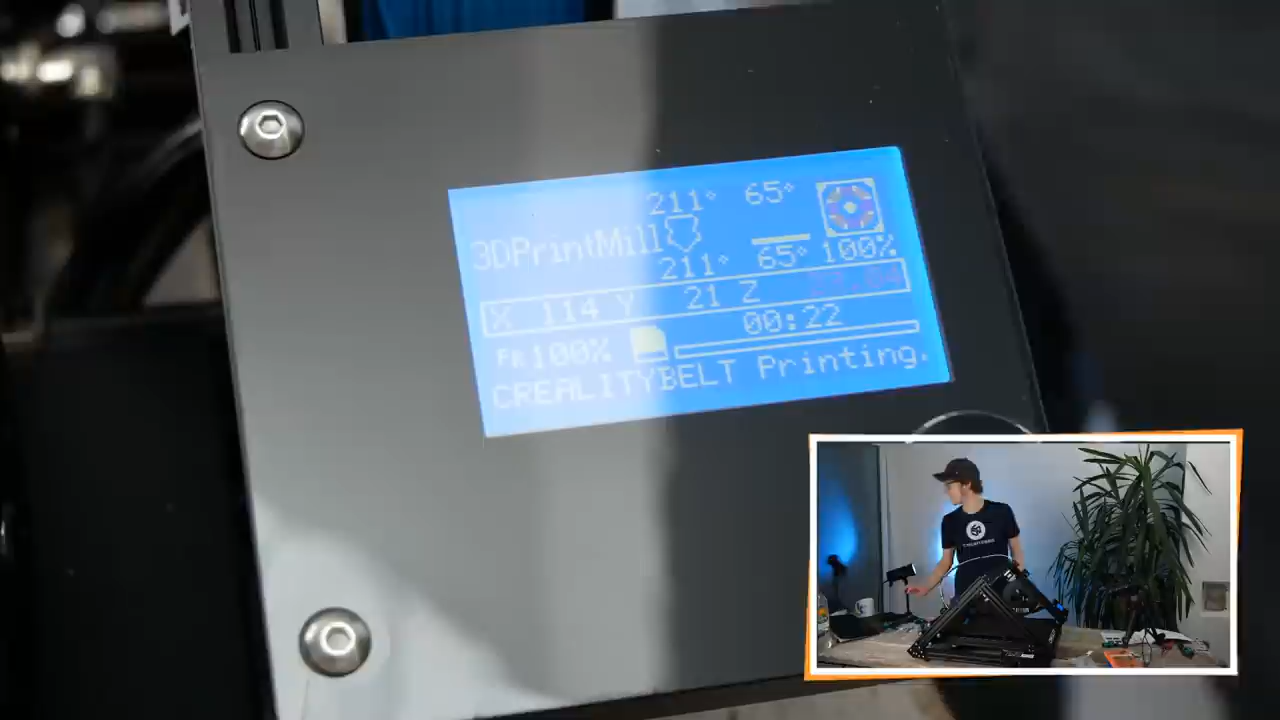 211° 65°
3DPrintMill
211° 65° 100%
X 114 Y 21 Z
00:22
FR100%
CREALITYBELT Printing.